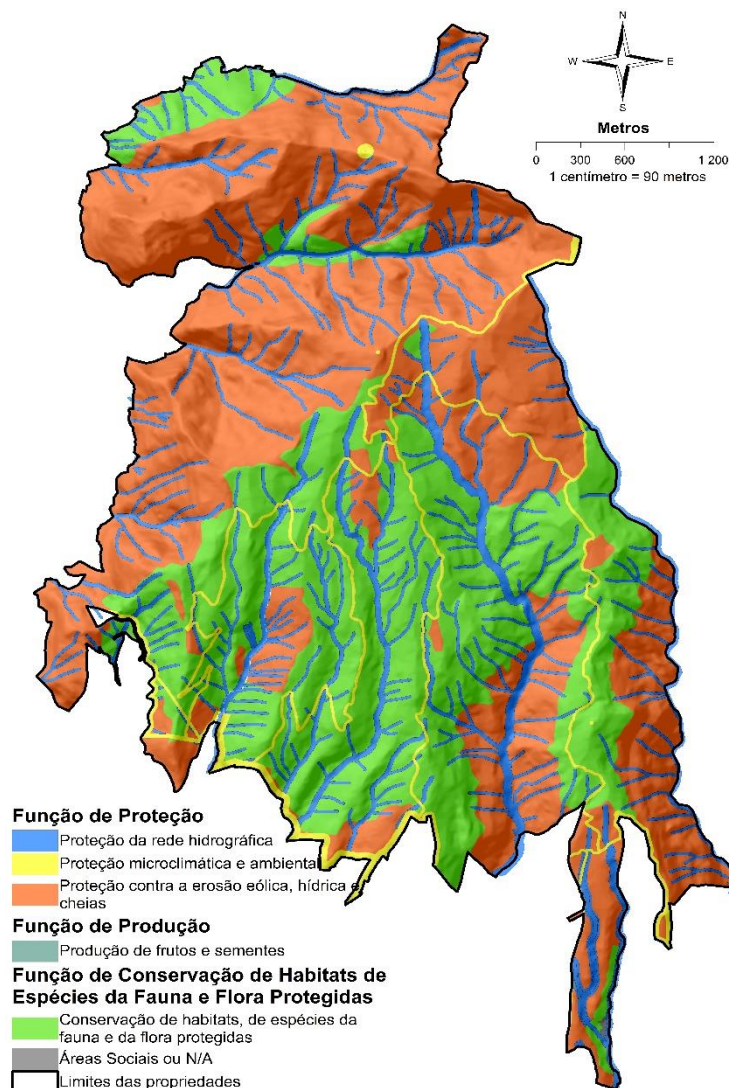 N
W E
S
Metros
0 300 600 1 200
1 centímetro = 90 metros
Função de Proteção
Proteção da rede hidrográfica
Proteção microclimática e ambiental
Proteção contra a erosão eólica, hídrica e
cheias
Função de Produção
Produção de frutos e sementes
Função de Conservação de Habitats de
Espécies da Fauna e Flora Protegidas
Conservação de habitats, de espécies da
fauna e da flora protegidas
Áreas Sociais ou N/A
Limites das propriedades